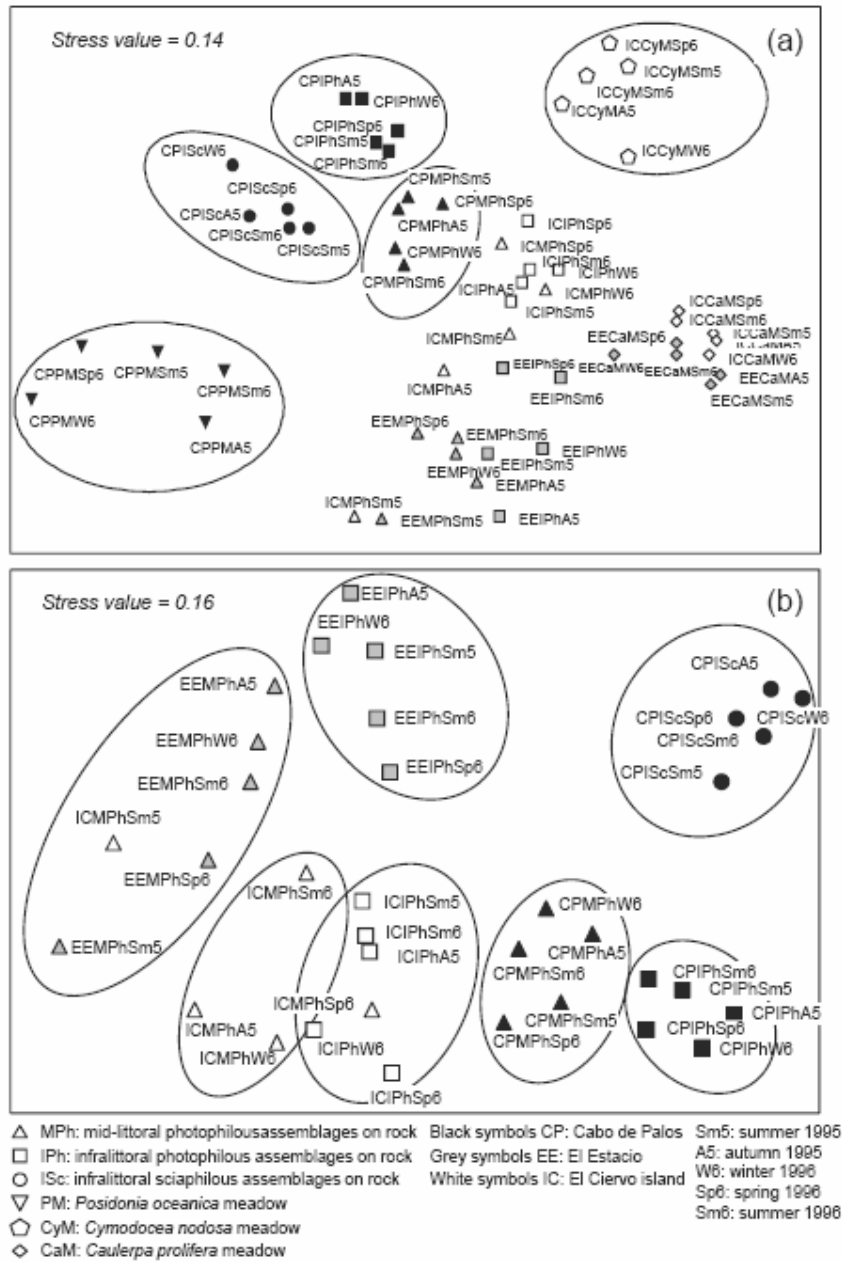 Stress value = 0.14
(a)
CPIPhA5
CPIPhW6
CPIPhSp6
CPIPhSm5
CPIPhSm6
ICCyMSp6
ICCyMSm5
ICCyMSm6
ICCyMA5
ICCyMW6
CPIScW6
CPIScSp6
CPIScA5
CPIScSm6
CPIScSm5
CPMPhSm5
CPMPhSp6
CPMPhA5
CPMPhW6
CPMPhSm6
ICIPhSp6
ICMPhSp6
ICIPhSm6
ICIPhW6
ICIPhA5
ICMPhW6
ICIPhSm5
ICMPhSm6
ICMPhA5
ICCaMSp6
ICCaMSm6
ICCaMSm5
ICCaMA5
ICCaMW6
EECaMSp6
EECaMW6
EECaMSm6
EECaMA5
EECaMSm5
EEIPhSp6
EEIPhSm6
CPPMSp6
CPPMSm5
CPPMSm6
CPPMW6
CPPMA5
EEMPhSp6
EEMPhSm6
EEIPhW6
EEMPhW6
EEIPhSm5
EEMPhA5
ICMPhSm5
EEMPhSm5
EEIPhA5
Stress value = 0.16
(b)
EEIPhA5
EEIPhW6
EEIPhSm5
EEIPhSm6
EEIPhSp6
EEMPhA5
EEMPhW6
EEMPhSm6
ICMPhSm5
EEMPhSp6
EEMPhSm5
CPIScA5
CPIScSp6
CPIScW6
CPIScSm6
CPIScSm5
ICMPhSm6
ICIPhSm5
ICIPhSm6
ICIPhA5
ICMPhSp6
ICMPhA5
ICMPhW6
ICIPhW6
ICIPhSp6
CPMPhW6
CPMPhA5
CPMPhSm6
CPMPhSm5
CPMPhSp6
CPIPhSm6
CPIPhSm5
CPIPhA5
CPIPhSp6
CPIPhW6
MPh: mid-littoral photophilousassemblages on rock
IPh: infralittoral photophilous assemblages on rock
ISc: infralittoral sciaphilous assemblages on rock
PM: Posidonia oceanica meadow
CyM: Cymodocea nodosa meadow
CaM: Caulerpa prolifera meadow
Black symbols CP: Cabo de Palos
Grey symbols EE: El Estacio
White symbols IC: El Ciervo island
Sm5: summer 1995
A5: autumn 1995
W6: winter 1996
Sp6: spring 1996
Sm6: summer 1996